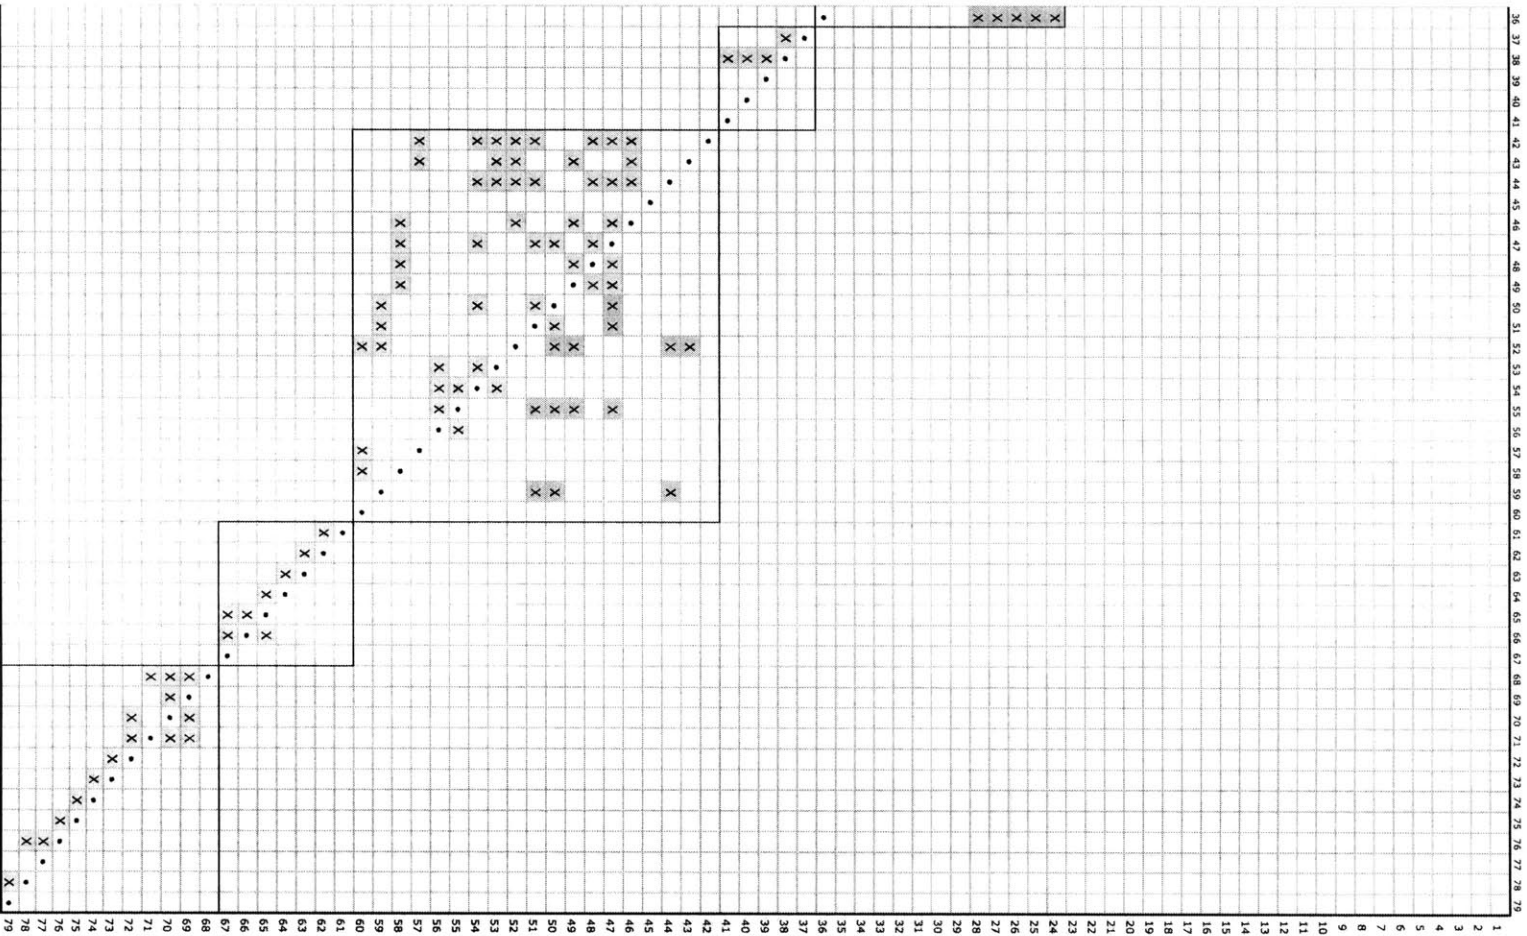 36 37 38 39 40 41 42 43 44 45 46 47 48 49 50 51 52 53 54 55 56 57 58 59 60 61 62 63 64 65 66 67 68 69 70 71 72 73 74 75 76 77 78 79
1
2
3
4
5
6
7
8
9
10
11
12
13
14
15
16
17
18
19
20
21
22
23
X 24
X 25
X 26
X 27
X 28
29
30
31
32
33
34
35
36
37
X 38
X 39
X 40
X 41
42
X 43
X X 44
45
X X X 46
X X X X X X X X 47
X X X X 48
X X X X X 49
X X X X X 50
X X X X X X 51
X X X X 52
X X X X 53
X X X X X 54
X X 55
X X X 56
X X 57
X X X X 58
X X X 59
X X X 60
61
X 62
X 63
X 64
X X 65
X 66
X X 67
68
X X X 69
X X X 70
X 71
X X 72
X 73
X 74
X 75
X 76
X 77
X 78
X 79